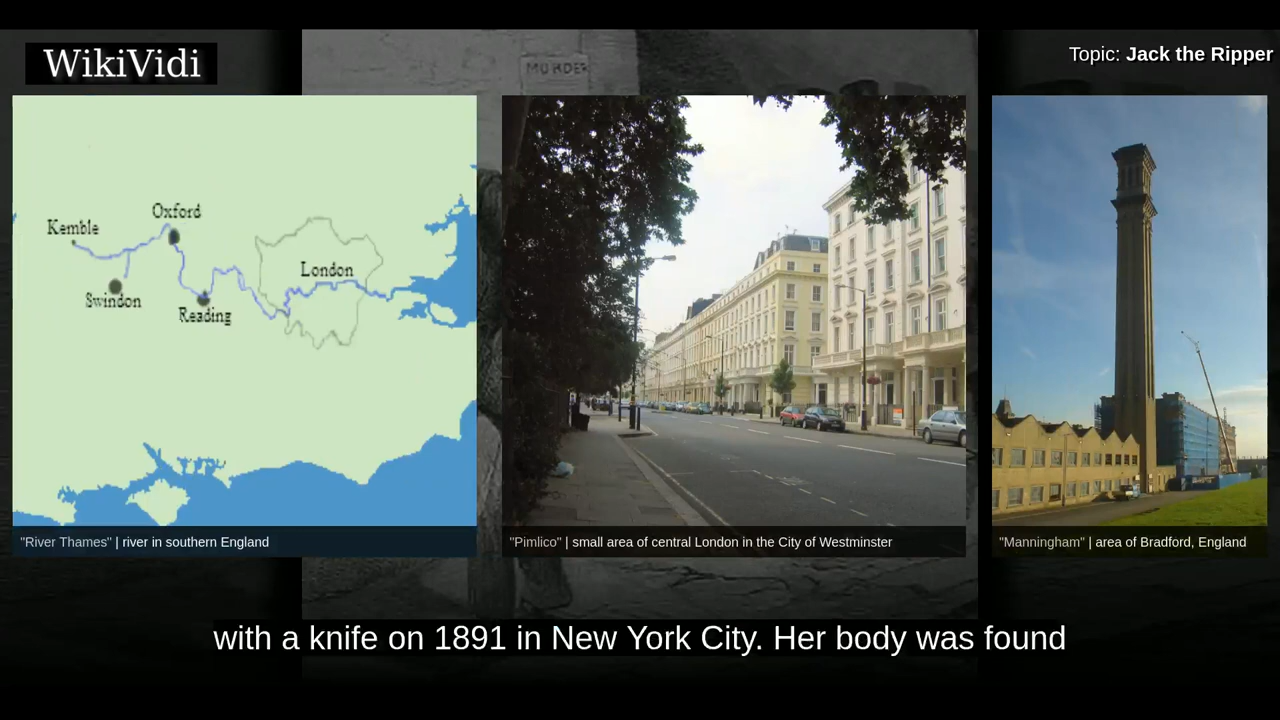 WikiVidi
Topic: Jack the Ripper
MURDER
Oxford
Kemble
London
Swindon
Reading
"River Thames" | river in southern England
"Pimlico" | small area of central London in the City of Westminster
"Manningham" | area of Bradford, England
with a knife on 1891 in New York City. Her body was found